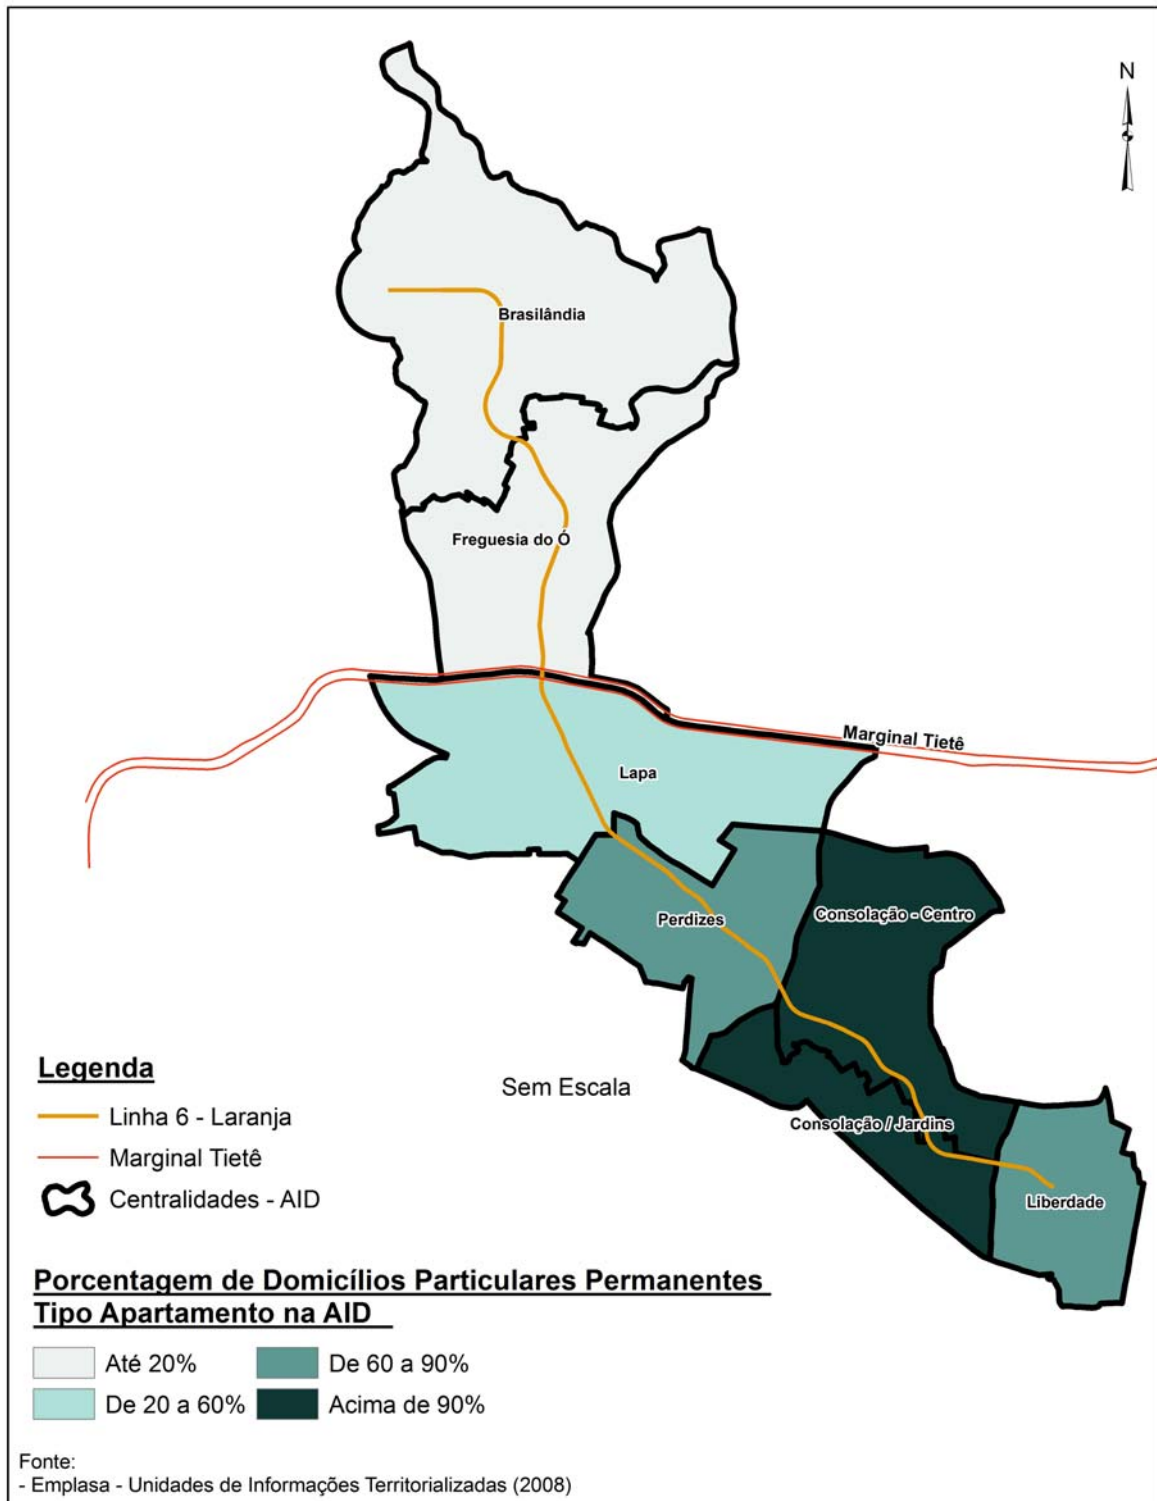 N
Brasilândia
Freguesia do Ó
Marginal Tietê
Lapa
Perdizes
Consolação - Centro
Sem Escala
Consolação / Jardins
Liberdade
Legenda
Linha 6 - Laranja
Marginal Tietê
Centralidades - AID
Porcentagem de Domicílios Particulares Permanentes
Tipo Apartamento na AID
Até 20%
De 60 a 90%
De 20 a 60%
Acima de 90%
Fonte:
- Emplasa - Unidades de Informações Territorializadas (2008)